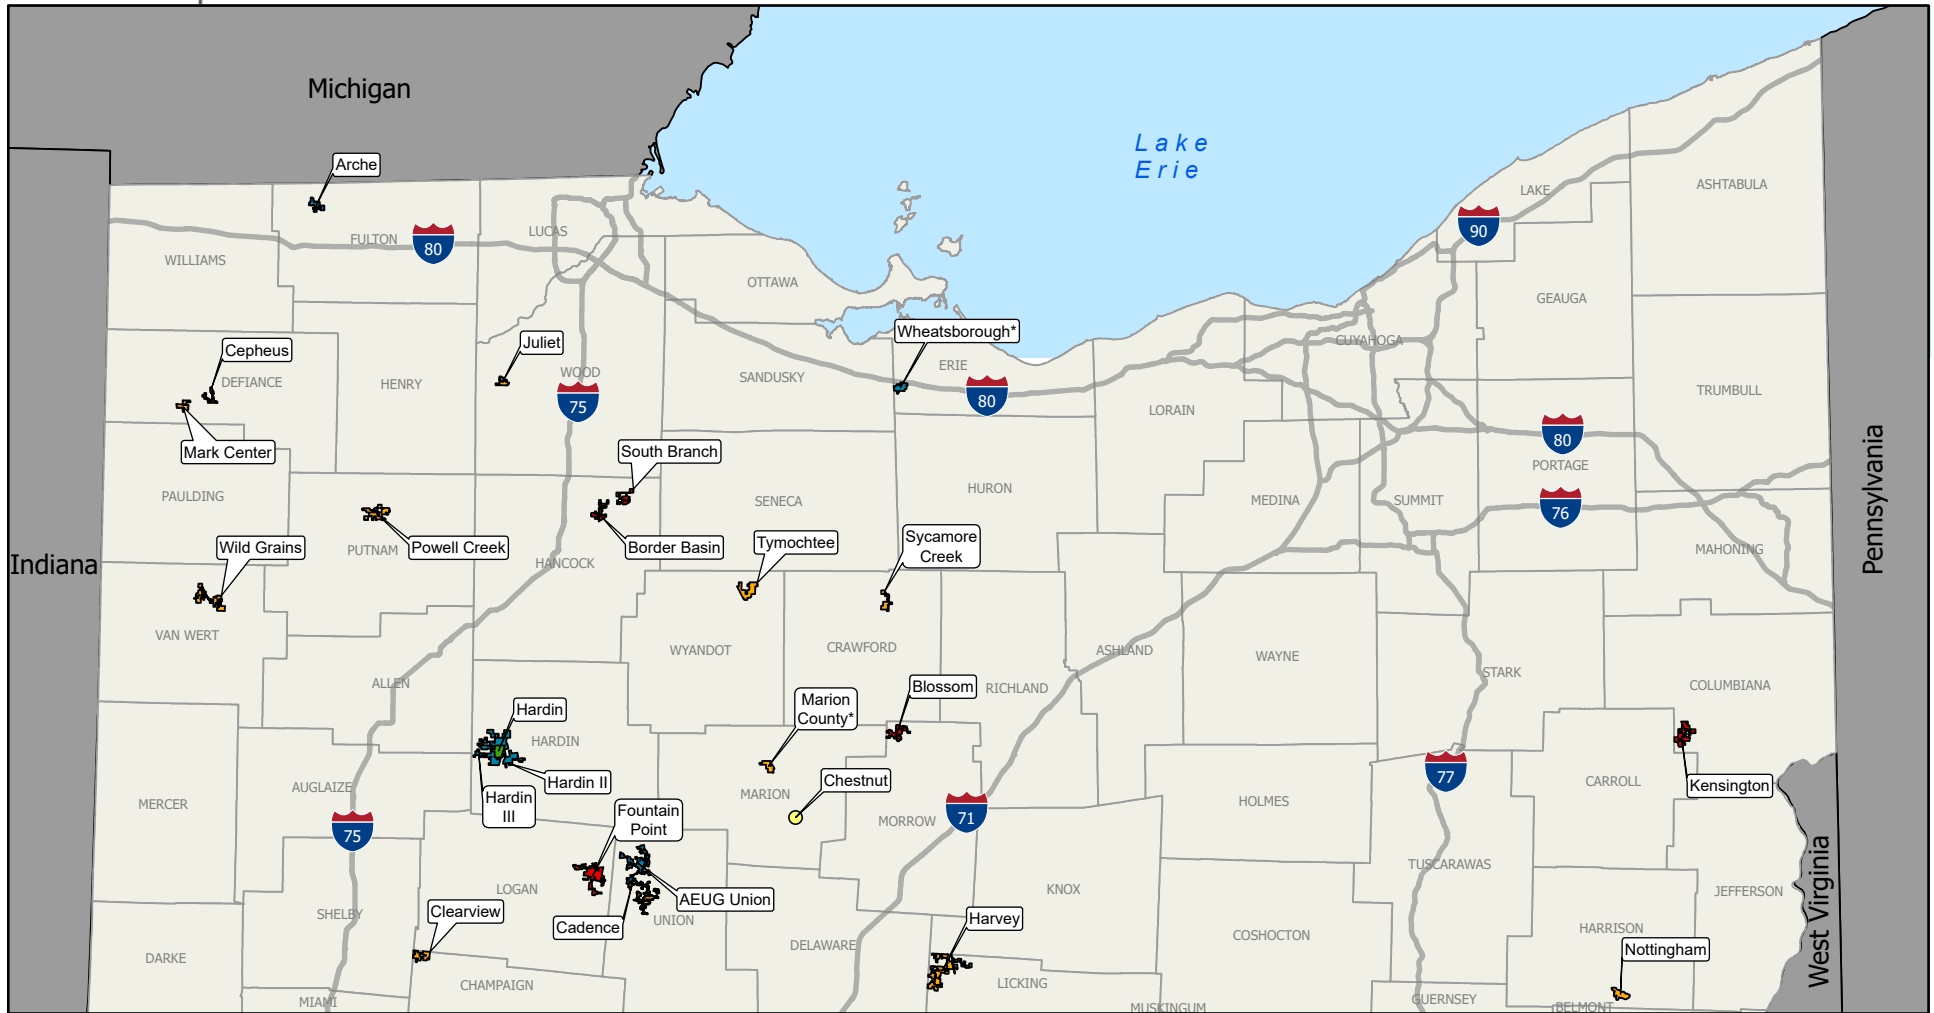 Michigan
Lake
Erie
Arche
LAKE
ASHTABULA
90
FULTON
80
LUCAS
WILLIAMS
OTTAWA
GEAUGA
Wheatsborough*
CUYAHOGA
Juliet
Cepheus
DEFIANCE
HENRY
WOOD
75
SANDUSKY
ERIE
80
LORAIN
TRUMBULL
Mark Center
South Branch
80
PORTAGE
Pennsylvania
PAULDING
SENECA
HURON
MEDINA
SUMMIT
76
Wild Grains
PUTNAM
Powell Creek
HANCOCK
Border Basin
Tymochtee
Sycamore
Creek
MAHONING
Indiana
VAN WERT
WYANDOT
CRAWFORD
ASHLAND
WAYNE
STARK
COLUMBIANA
ALLEN
RICHLAND
Blossom
Hardin
HARDIN
Marion
County*
Hardin II
Hardin
III
Chestnut
MARION
AUGLAIZE
MERCER
75
Fountain
Point
MORROW
71
HOLMES
77
CARROLL
Kensington
TUSCARAWAS
KNOX
JEFFERSON
West Virginia
LOGAN
AEUG Union
Cadence
UNION
SHELBY
Clearview
Harvey
DELAWARE
COSHOCTON
HARRISON
Nottingham
DARKE
CHAMPAIGN
LICKING
MIAMI
MUSKINGUM
GUERNSEY
BELMONT